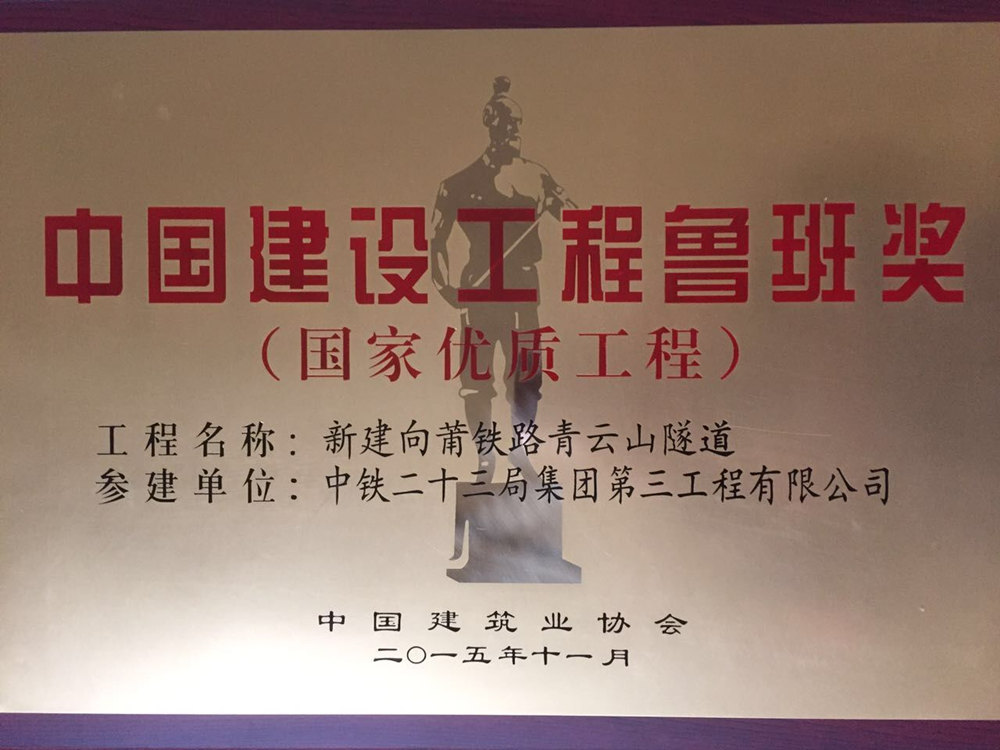 中国建设工程鲁班奖
（国家优质工程）
工程名称：新建向莆铁路青云山隧道
参建单位：中铁二十三局集团第三工程有限公司
中国建筑业协会
二〇一五年十一月